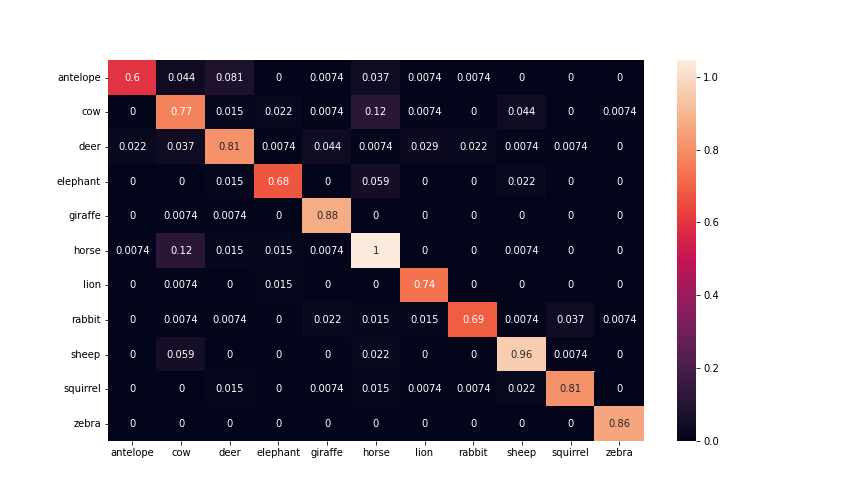 antelope 0.6 0.044 0.081 0 0.0074 0.037 0.0074 0.0074 0 0 0
cow 0 0.77 0.015 0.022 0.0074 0.12 0.0074 0 0.044 0 0.0074
deer 0.022 0.037 0.81 0.0074 0.044 0.0074 0.029 0.022 0.0074 0.0074 0
elephant 0 0 0.015 0.68 0 0.059 0 0 0.022 0 0
giraffe 0 0.0074 0.0074 0 0.88 0 0 0 0 0 0
horse 0.0074 0.12 0.015 0.015 0.0074 1 0 0 0.0074 0 0
lion 0 0.0074 0 0.015 0 0 0.74 0 0 0 0
rabbit 0 0.0074 0.0074 0 0.022 0.015 0.015 0.69 0.0074 0.037 0.0074
sheep 0 0.059 0 0 0 0.022 0 0 0.96 0.0074 0
squirrel 0 0 0.015 0 0.0074 0.015 0.0074 0.0074 0.022 0.81 0
zebra 0 0 0 0 0 0 0 0 0 0 0.86
antelope cow deer elephant giraffe horse lion rabbit sheep squirrel zebra
1.0
0.8
0.6
0.4
0.2
0.0